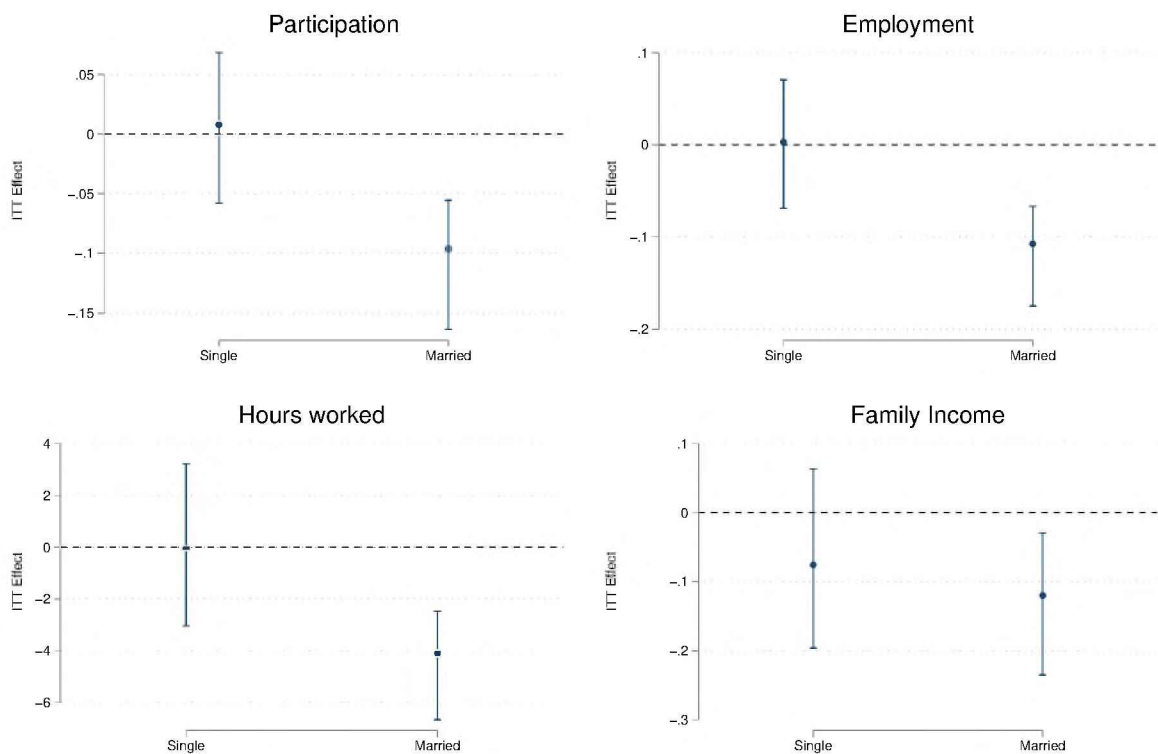 Participation
ITT Effect
.05
0
−.05
−.1
−.15
Single
Married
Employment
ITT Effect
.1
0
−.1
−.2
Single
Married
Hours worked
ITT Effect
4
2
0
−2
−4
−6
Single
Married
Family Income
ITT Effect
.1
0
−.1
−.2
−.3
Single
Married